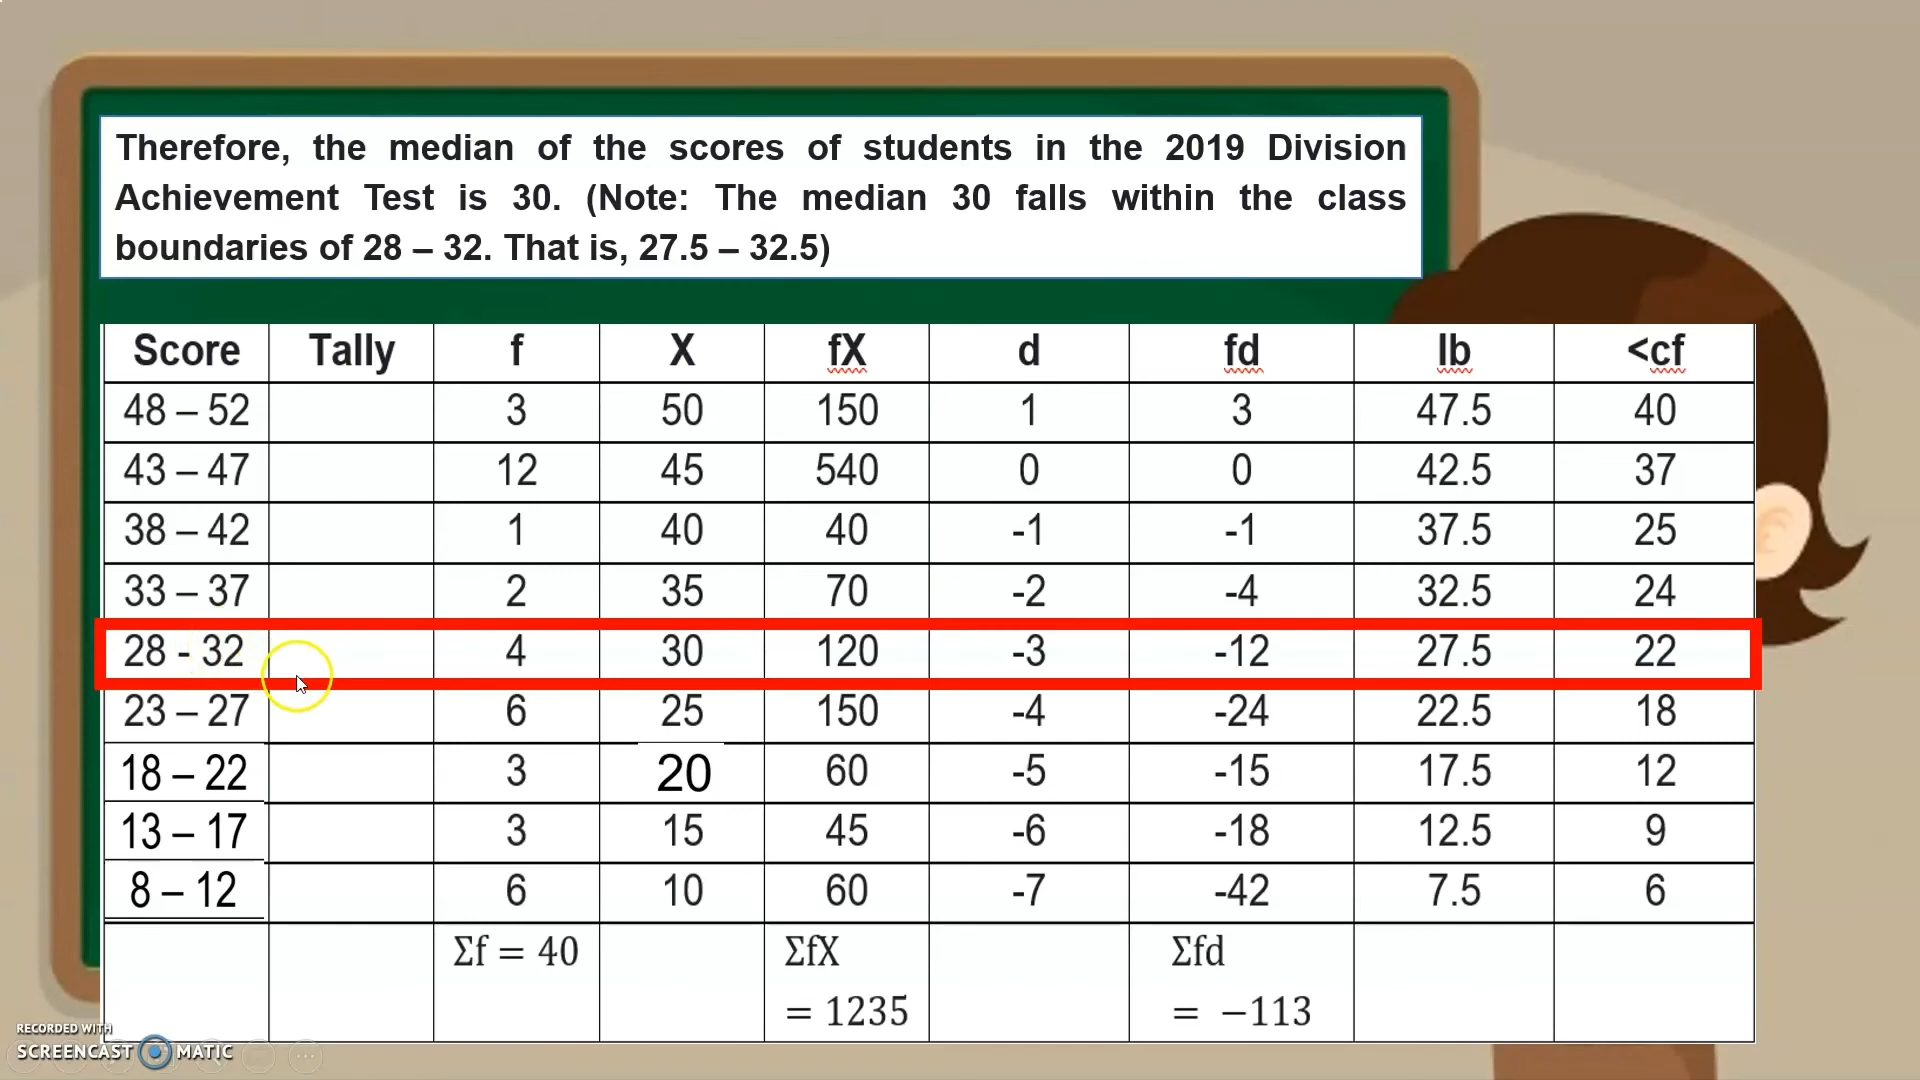 Therefore, the median of the scores of students in the 2019 Division
Achievement Test is 30. (Note: The median 30 falls within the class
boundaries of 28 – 32. That is, 27.5 – 32.5)
Score Tally f X fX d fd lb <cf
48 – 52 3 50 150 1 3 47.5 40
43 – 47 12 45 540 0 0 42.5 37
38 – 42 1 40 40 -1 -1 37.5 25
33 – 37 2 35 70 -2 -4 32.5 24
28 - 32 4 30 120 -3 -12 27.5 22
23 – 27 6 25 150 -4 -24 22.5 18
18 – 22 3 20 60 -5 -15 17.5 12
13 – 17 3 15 45 -6 -18 12.5 9
8 – 12 6 10 60 -7 -42 7.5 6
Σf = 40 ΣfX Σfd
= 1235 = −113
RECORDED WITH
SCREENCAST MATIC